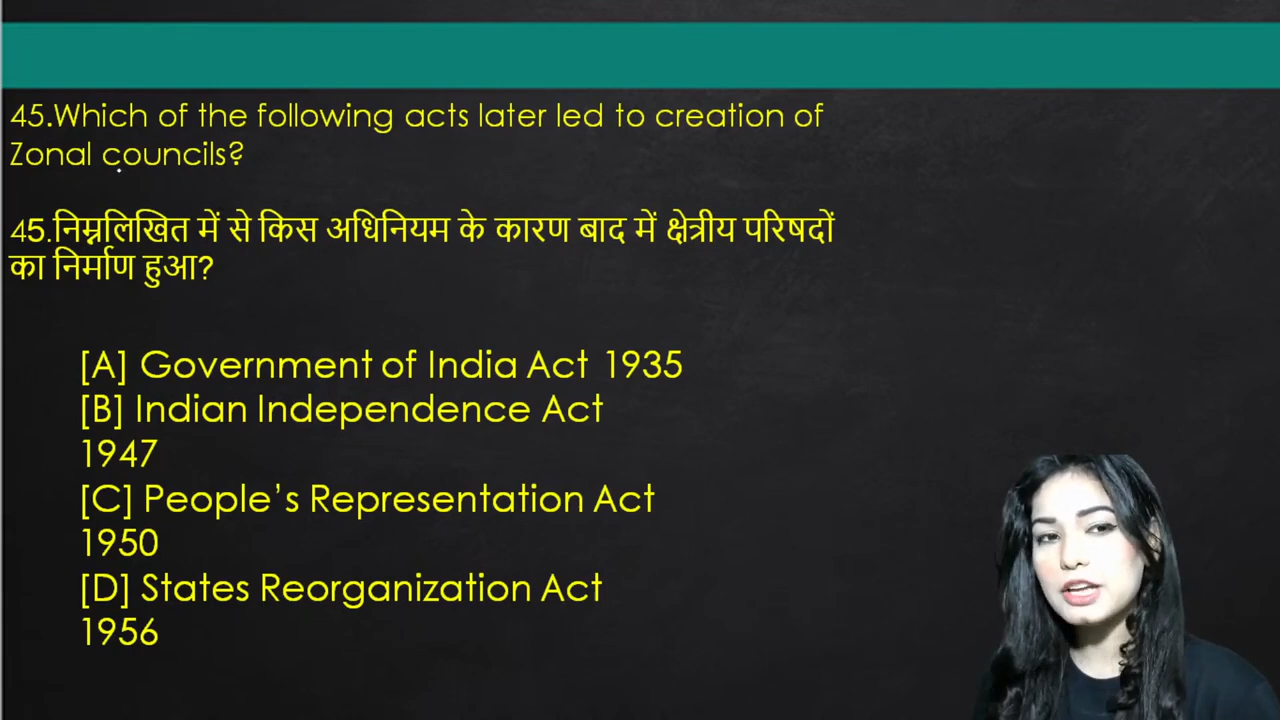 45.Which of the following acts later led to creation of
Zonal councils?
45.निम्नलिखित में से किस अधिनियम के कारण बाद में क्षेत्रीय परिषदों
का निर्माण हुआ?
[A] Government of India Act 1935
[B] Indian Independence Act
1947
[C] People’s Representation Act
1950
[D] States Reorganization Act
1956